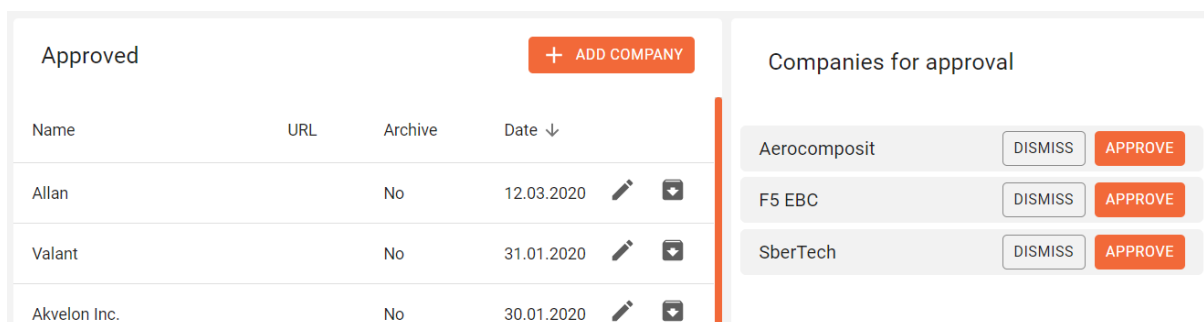 Approved
+ ADD COMPANY
Name URL Archive Date ↓
Allan No 12.03.2020
Valant No 31.01.2020
Akvelon Inc. No 30.01.2020
Companies for approval
Aerocomposit DISMISS APPROVE
F5 EBC DISMISS APPROVE
SberTech DISMISS APPROVE